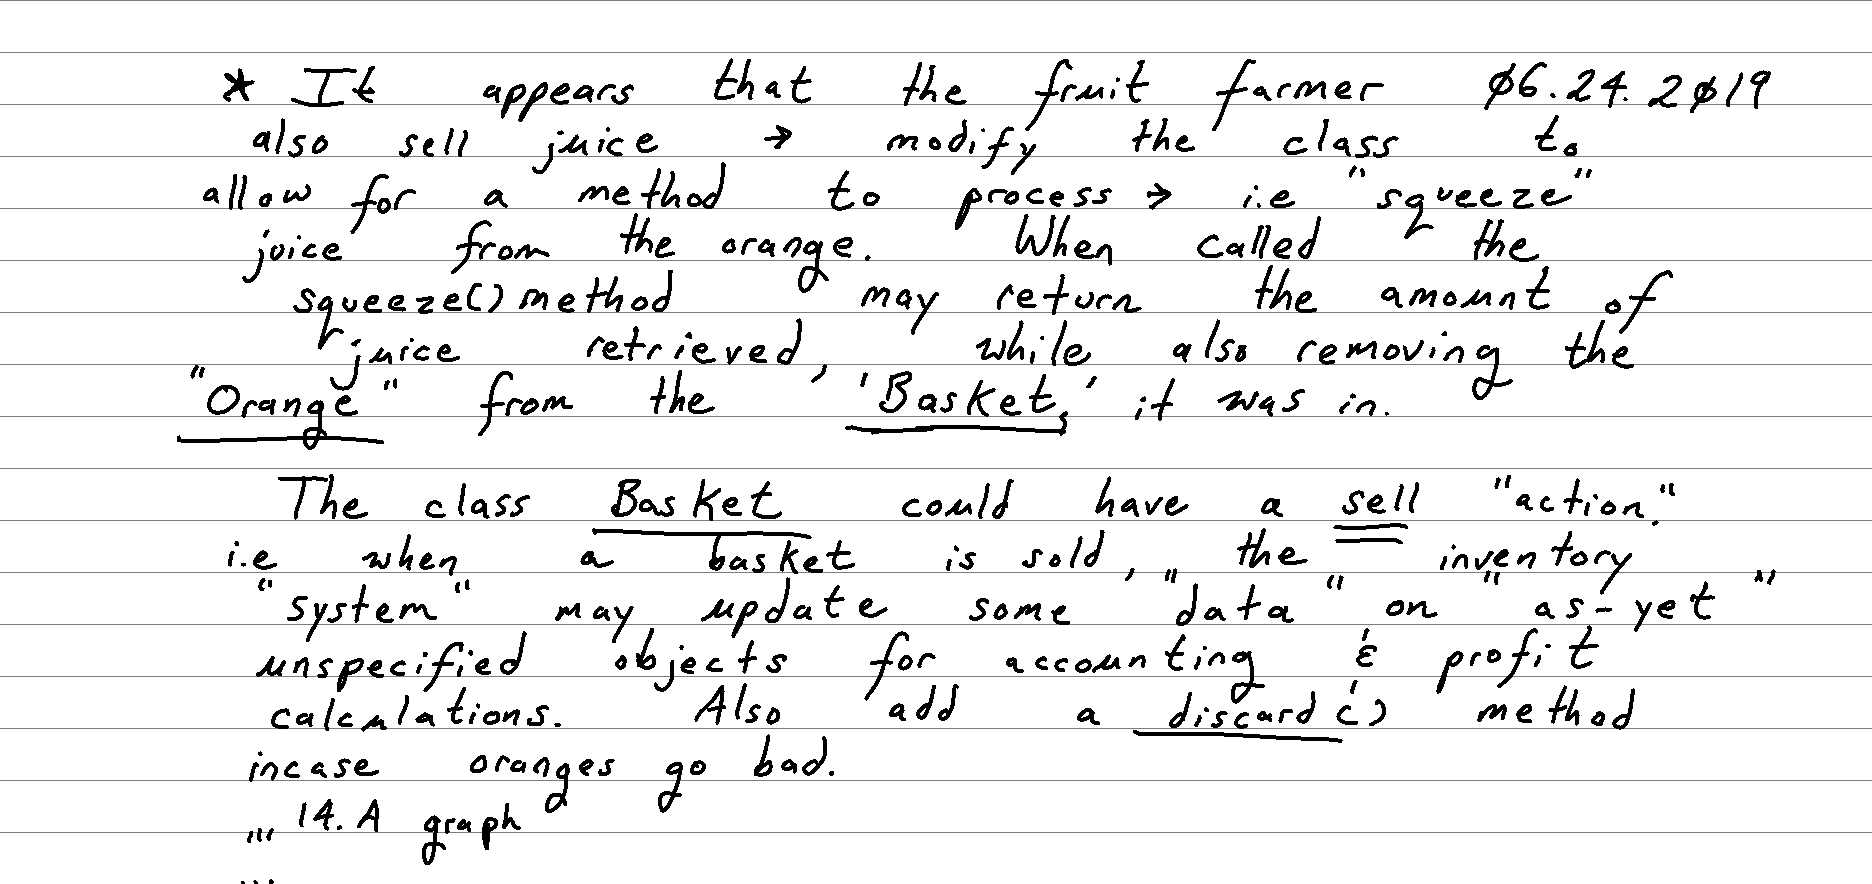 * It appears that the fruit farmer 06.24.2019
also sell juice → modify the class to
allow for a method to process → i.e "squeeze"
juice from the orange. When called the
squeeze() method may return the amount of
juice retrieved, while also removing the
"Orange" from the 'Basket,' it was in.
The class Basket could have a sell "action."
i.e when a basket is sold, the inventory
"system" may update some "data" on "as-yet"
unspecified objects for accounting & profit
calculations. Also add a discard() method
incase oranges go bad.
,,, 14. A graph
...